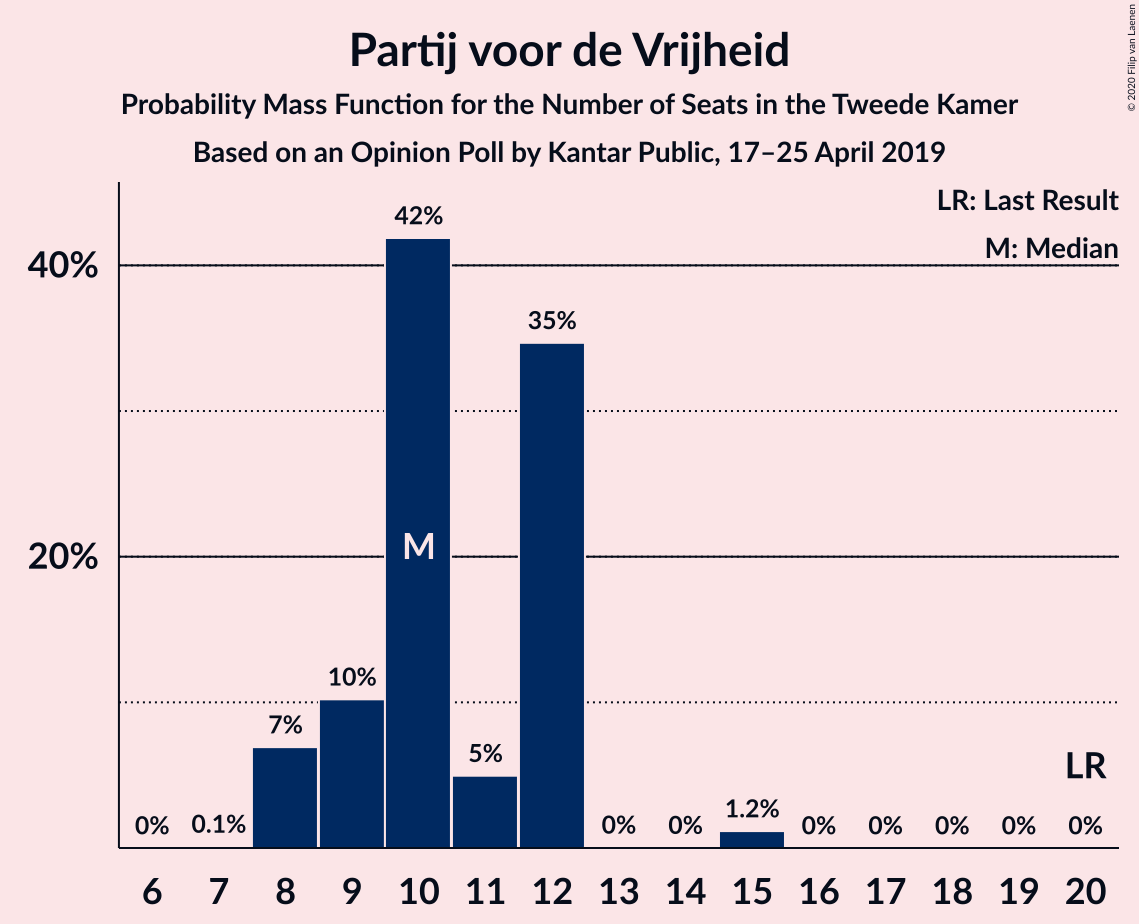 Partij voor de Vrijheid
Probability Mass Function for the Number of Seats in the Tweede Kamer
Based on an Opinion Poll by Kantar Public, 17–25 April 2019
© 2020 Filip van Laenen
LR: Last Result
M: Median
40%
20%
42%
35%
M
10%
7%
5%
LR
0%
0.1%
0%
0%
1.2%
0%
0%
0%
0%
0%
6 7 8 9 10 11 12 13 14 15 16 17 18 19 20